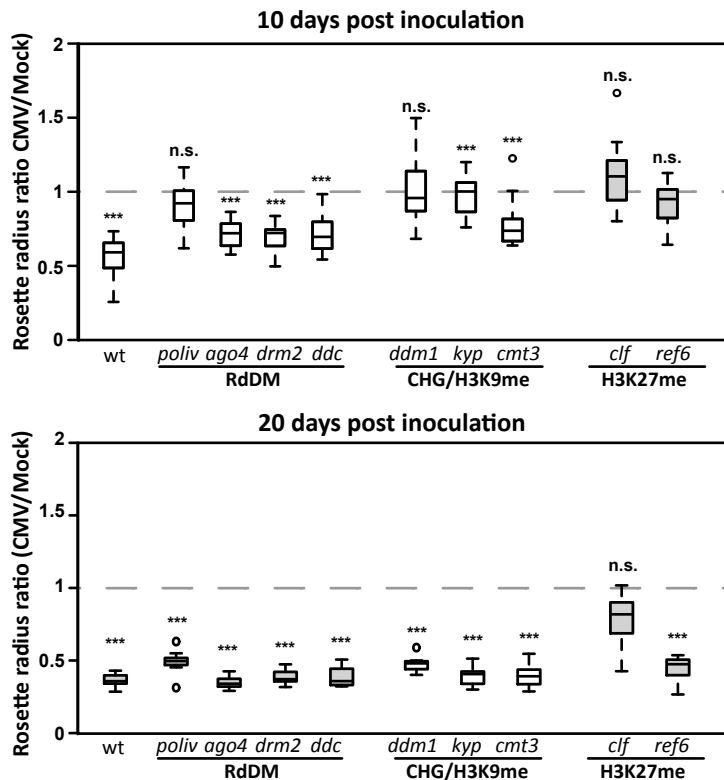 10 days post inoculation
Rosette radius ratio CMV/Mock
2
1.5
1
0.5
0
*** n.s. *** *** *** n.s. *** *** n.s. n.s.
wt poliv ago4 drm2 ddc ddm1 kyp cmt3 clf ref6
RdDM CHG/H3K9me H3K27me
20 days post inoculation
Rosette radius ratio (CMV/Mock)
2
1.5
1
0.5
0
*** *** *** *** *** *** *** *** n.s. ***
wt poliv ago4 drm2 ddc ddm1 kyp cmt3 clf ref6
RdDM CHG/H3K9me H3K27me